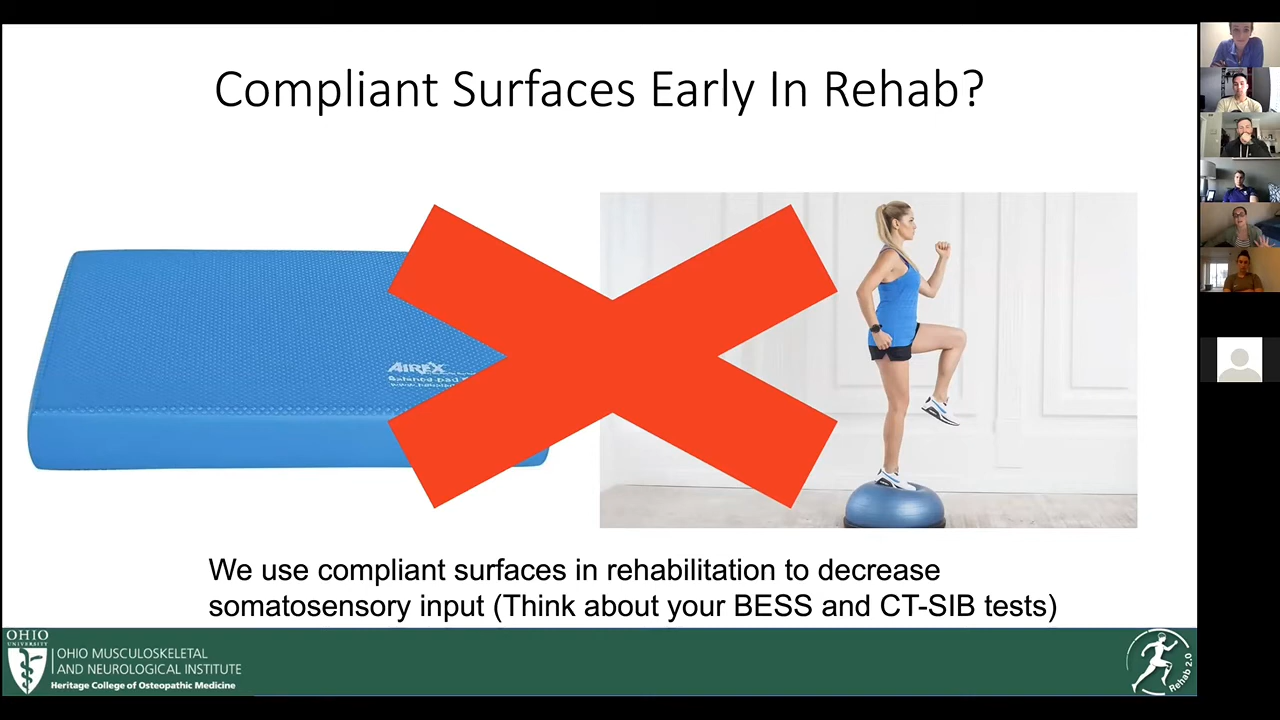 Compliant Surfaces Early In Rehab?
AIREX
We use compliant surfaces in rehabilitation to decrease
somatosensory input (Think about your BESS and CT-SIB tests)
OHIO
UNIVERSITY
OHIO MUSCULOSKELETAL
AND NEUROLOGICAL INSTITUTE
Heritage College of Osteopathic Medicine
Rehab 2.0